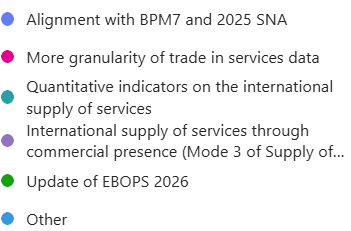 Alignment with BPM7 and 2025 SNA
More granularity of trade in services data
Quantitative indicators on the international
supply of services
International supply of services through
commercial presence (Mode 3 of Supply of...
Update of EBOPS 2026
Other